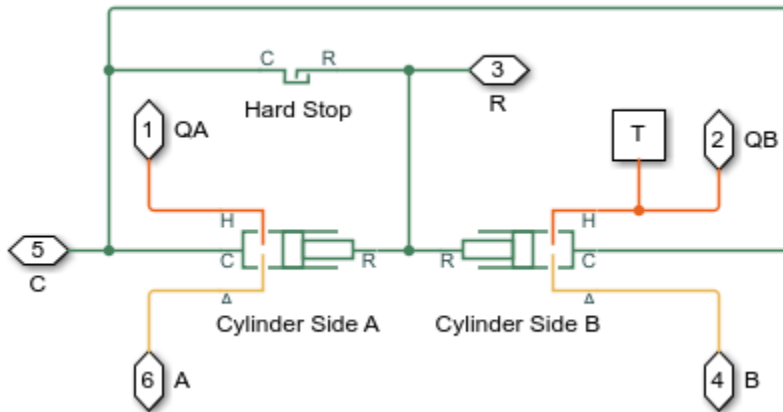 C R
3
R
Hard Stop
1 QA
T
2 QB
H H
5
C
C R R C
A A
Cylinder Side A Cylinder Side B
6 A
4 B